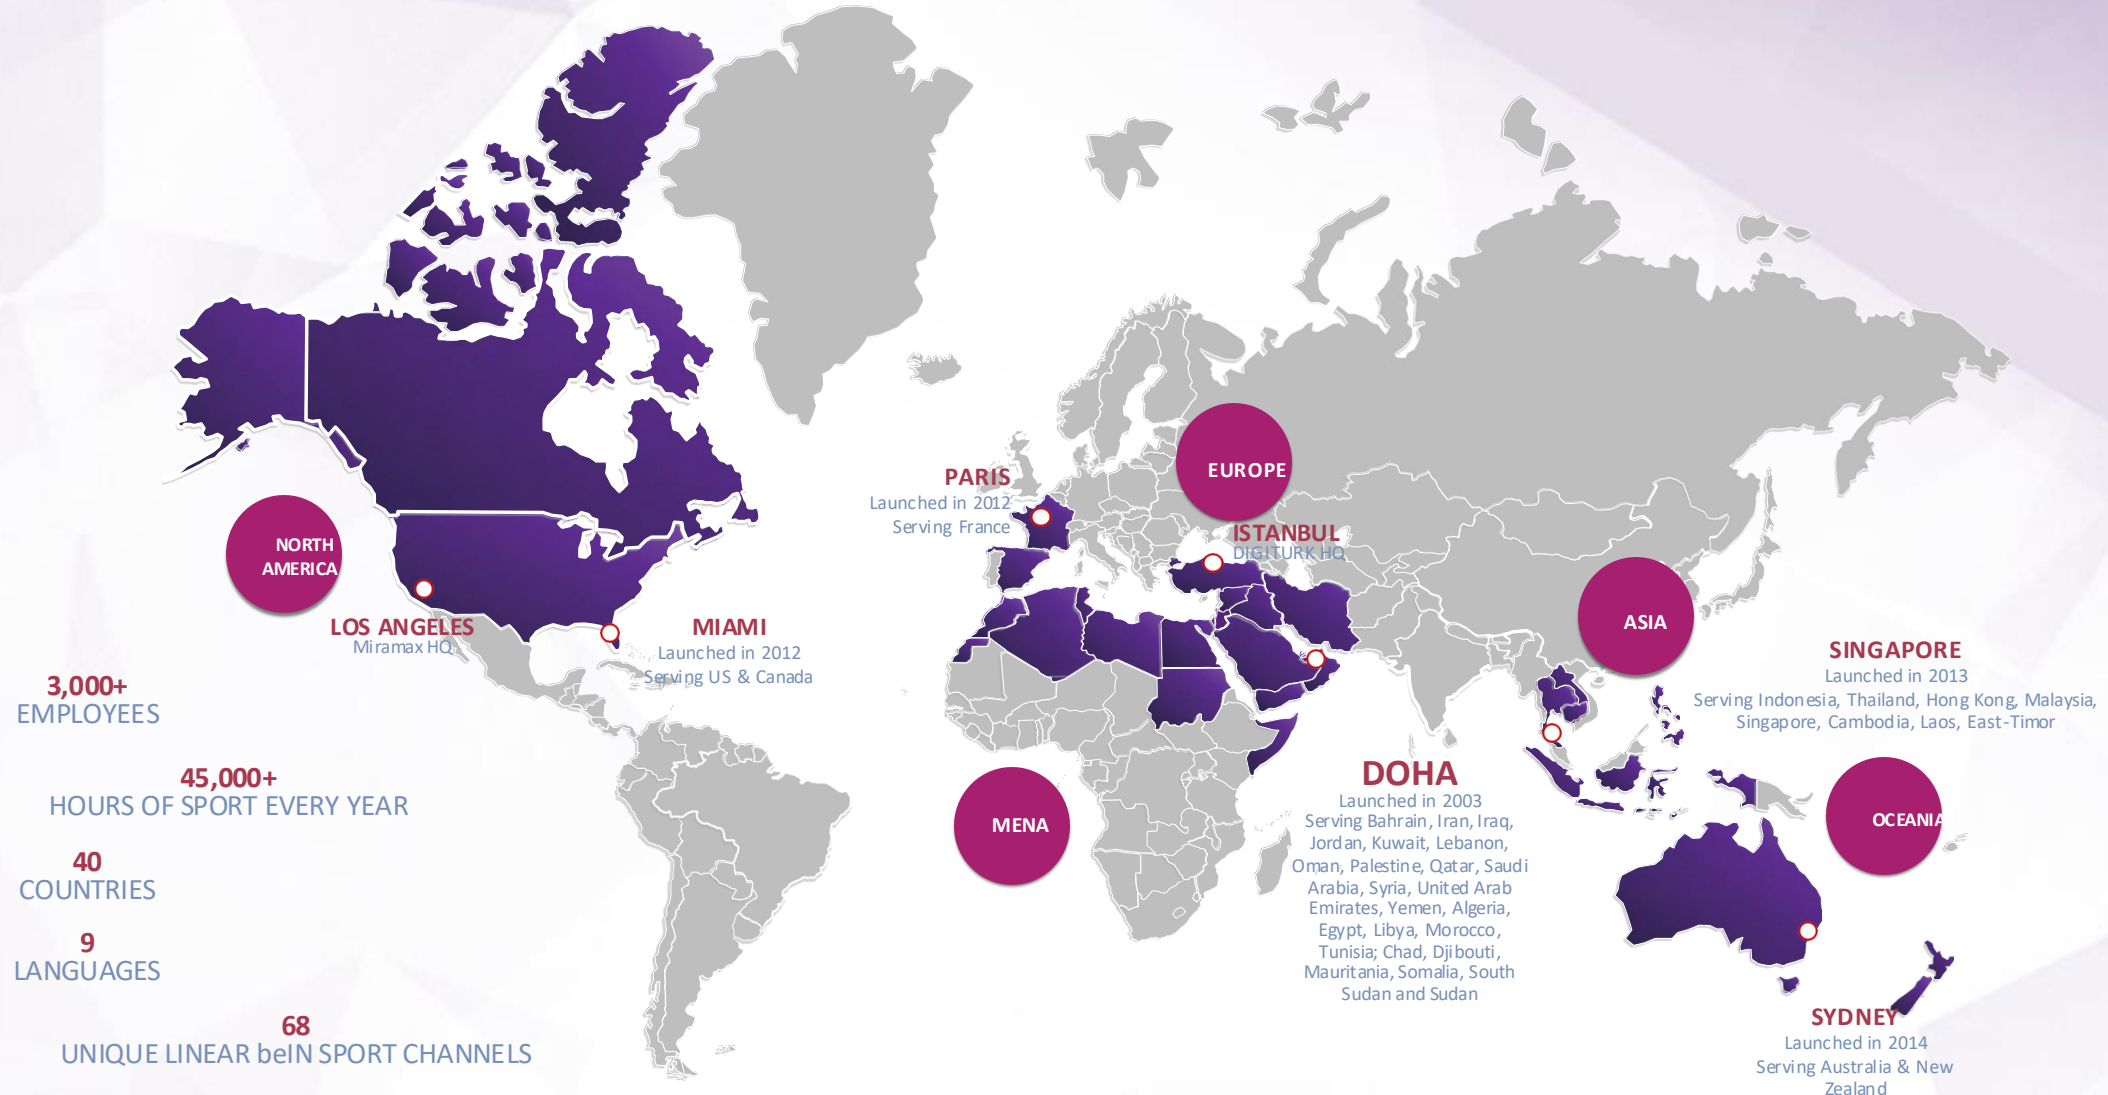 NORTH
AMERICA
LOS ANGELES
Miramax HQ
MIAMI
Launched in 2012
Serving US & Canada
PARIS
Launched in 2012
Serving France
EUROPE
ISTANBUL
DIGITURK HQ
ASIA
SINGAPORE
Launched in 2013
Serving Indonesia, Thailand, Hong Kong, Malaysia,
Singapore, Cambodia, Laos, East-Timor
MENA
DOHA
Launched in 2003
Serving Bahrain, Iran, Iraq,
Jordan, Kuwait, Lebanon,
Oman, Palestine, Qatar, Saudi
Arabia, Syria, United Arab
Emirates, Yemen, Algeria,
Egypt, Libya, Morocco,
Tunisia; Chad, Djibouti,
Mauritania, Somalia, South
Sudan and Sudan
OCEANIA
SYDNEY
Launched in 2014
Serving Australia & New
Zealand
3,000+
EMPLOYEES
45,000+
HOURS OF SPORT EVERY YEAR
40
COUNTRIES
9
LANGUAGES
68
UNIQUE LINEAR beIN SPORT CHANNELS